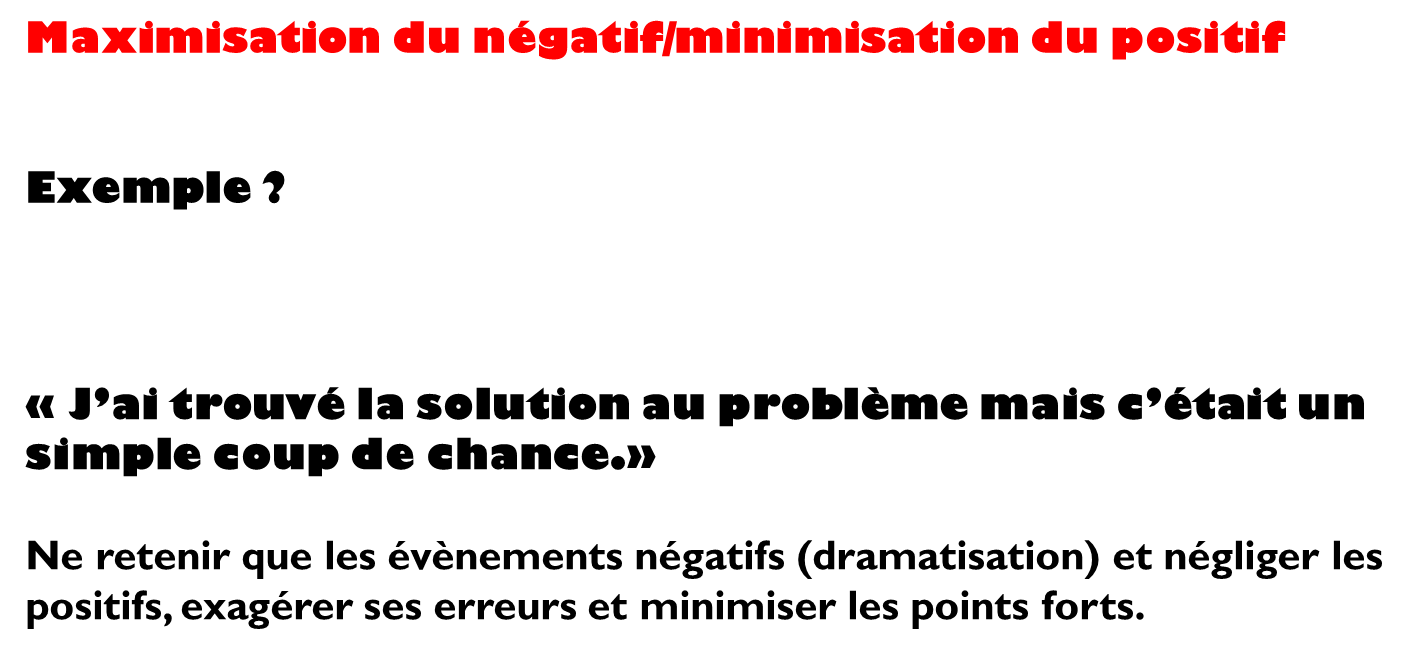 Maximisation du négatif/minimisation du positif
Exemple ?
« J’ai trouvé la solution au problème mais c’était un
simple coup de chance.»
Ne retenir que les évènements négatifs (dramatisation) et négliger les
positifs, exagérer ses erreurs et minimiser les points forts.